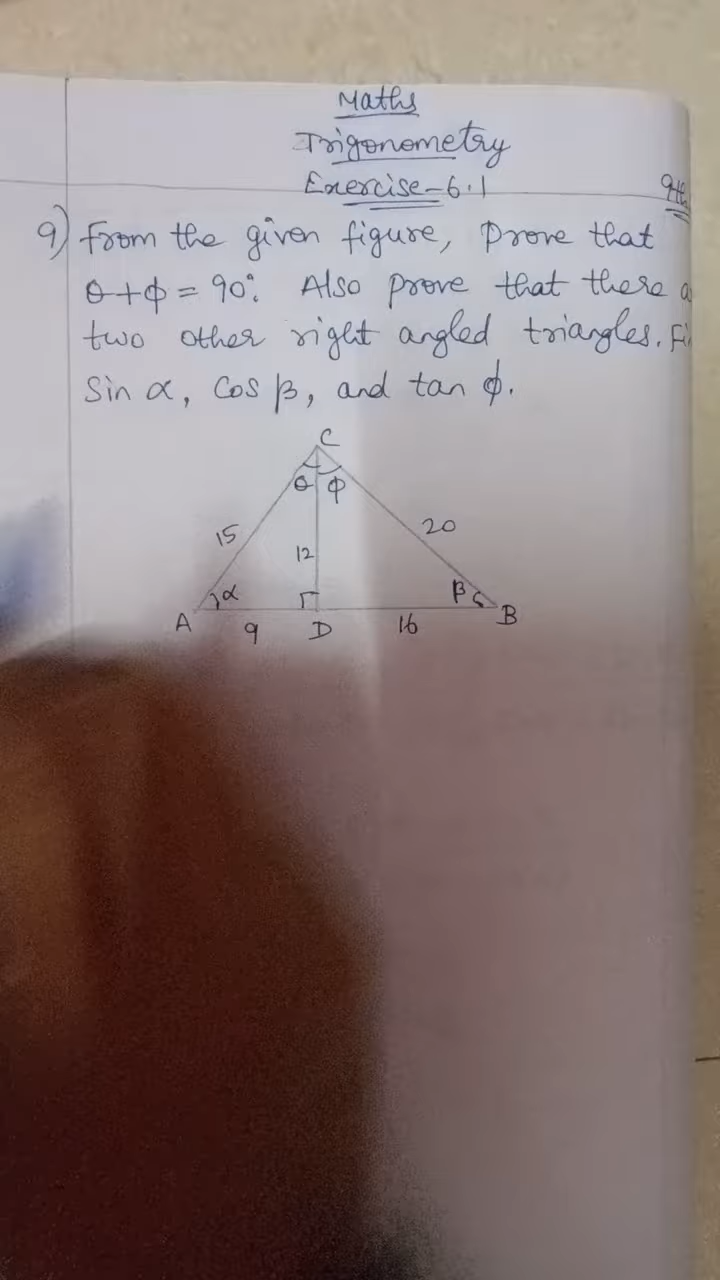 Maths
Trigonometry
Exercise-6.1
9th
9) From the given figure, prove that
θ+ϕ = 90°. Also prove that there
two other right angled triangles.
Sin α, Cos β, and tan ϕ.
C
θ ϕ
15
20
12
α
β
A
B
9
D
16